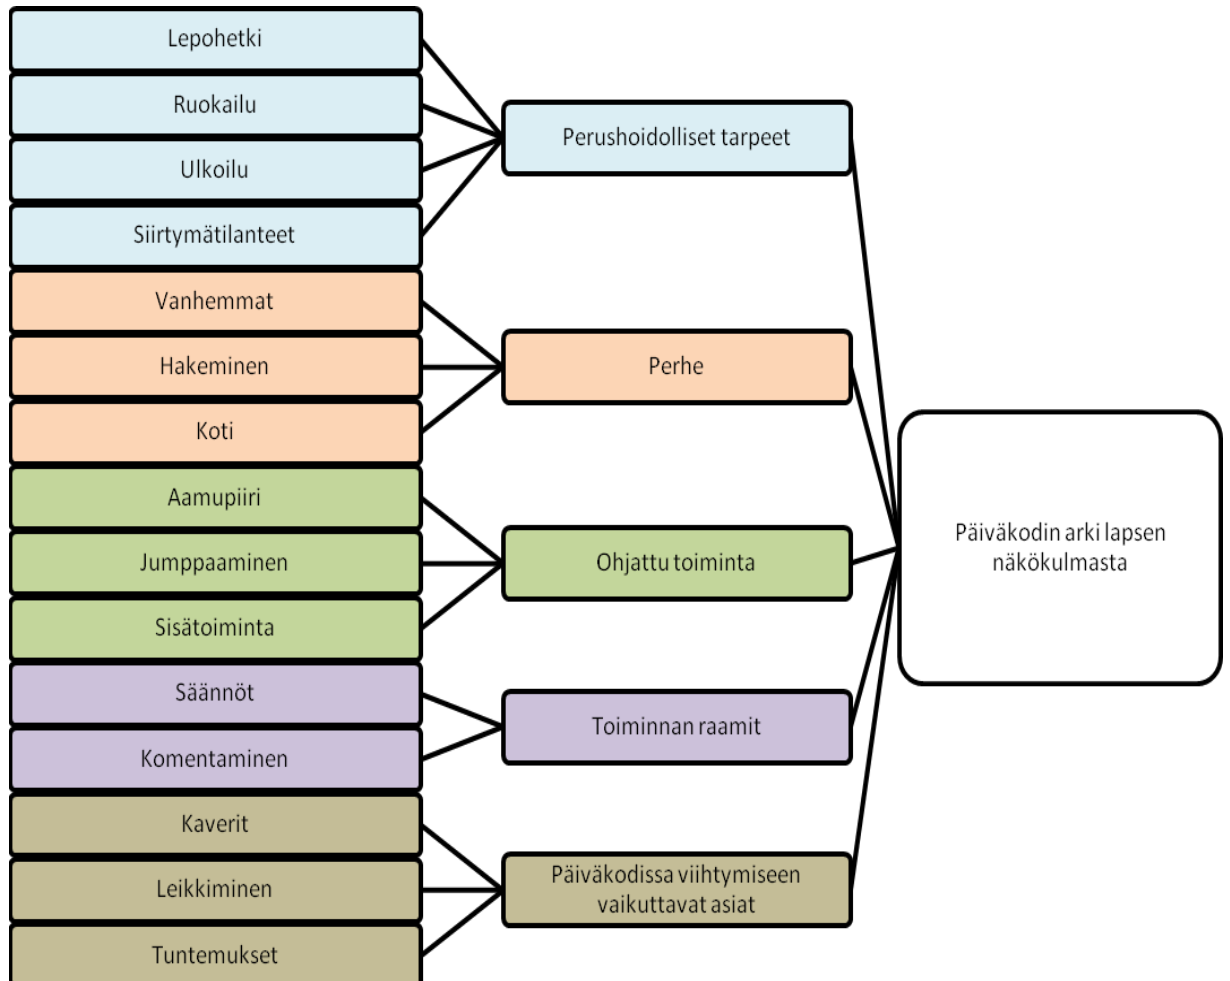 Lepohetki
Ruokailu
Ulkoilu
Siirtymätilanteet
Vanhemmat
Hakeminen
Koti
Aamupiiri
Jumppaaminen
Sisätoiminta
Säännöt
Komentaminen
Kaverit
Leikkiminen
Tuntemukset
Perushoidolliset tarpeet
Perhe
Ohjattu toiminta
Toiminnan raamit
Päiväkodissa viihtymiseen
vaikuttavat asiat
Päiväkodin arki lapsen
näkökulmasta